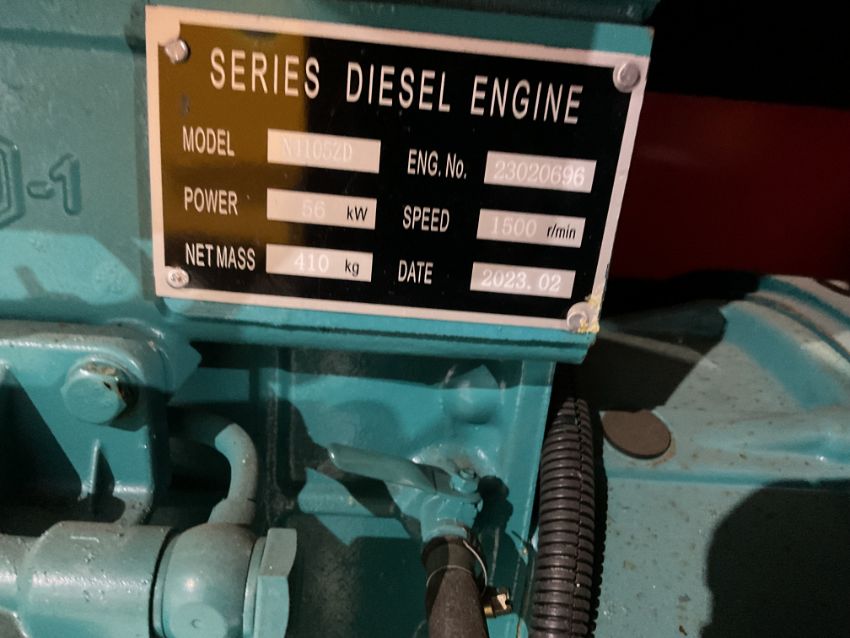 SERIES DIESEL ENGINE
MODEL
ENG. No. 23020696
POWER 56 kW
SPEED 1500 r/min
NET MASS 410 kg
DATE 2023.02
-1